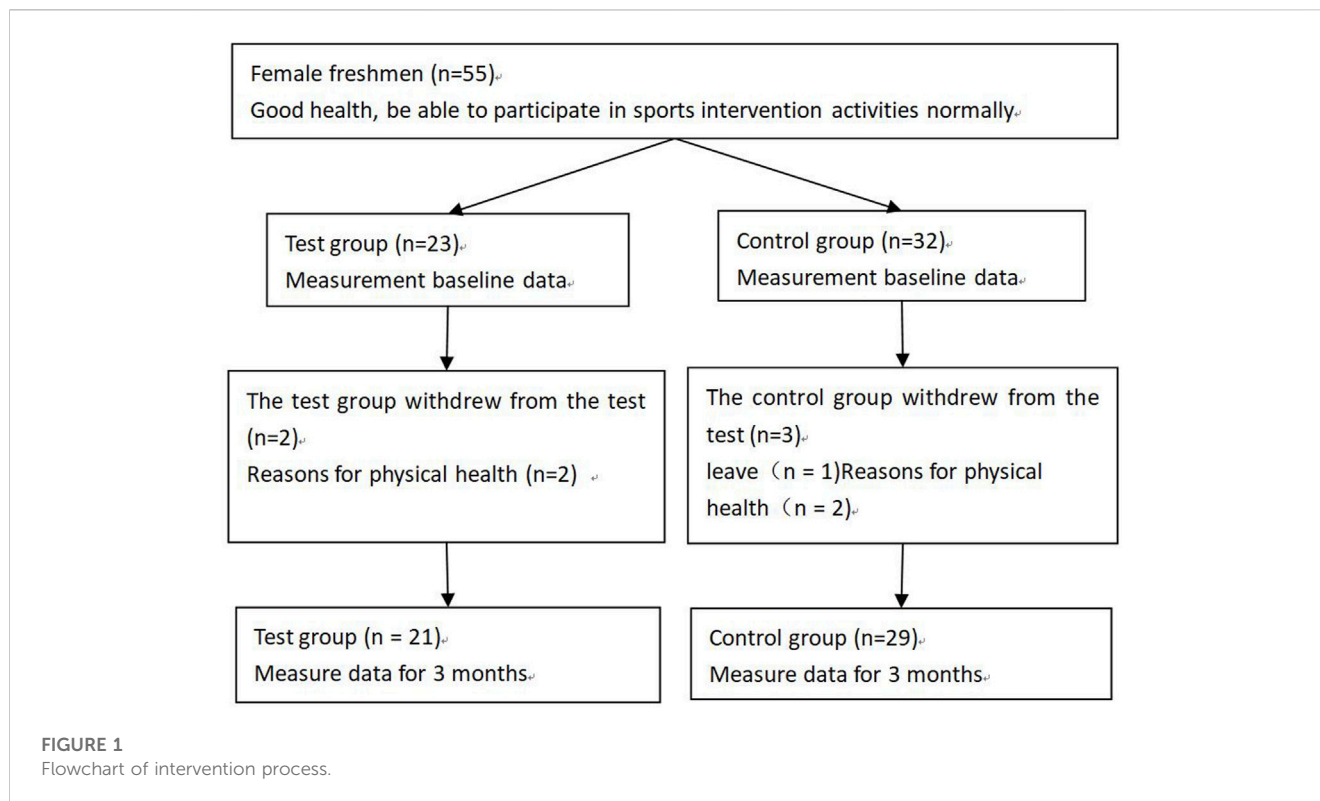 Female freshmen (n=55)
Good health, be able to participate in sports intervention activities normally
Test group (n=23)
Measurement baseline data
Control group (n=32)
Measurement baseline data
The test group withdrew from the test
(n=2)
Reasons for physical health (n=2)
The control group withdrew from the
test (n=3)
leave（n = 1)Reasons for physical
health（n = 2)
Test group (n = 21)
Measure data for 3 months
Control group (n=29)
Measure data for 3 months
FIGURE 1
Flowchart of intervention process.